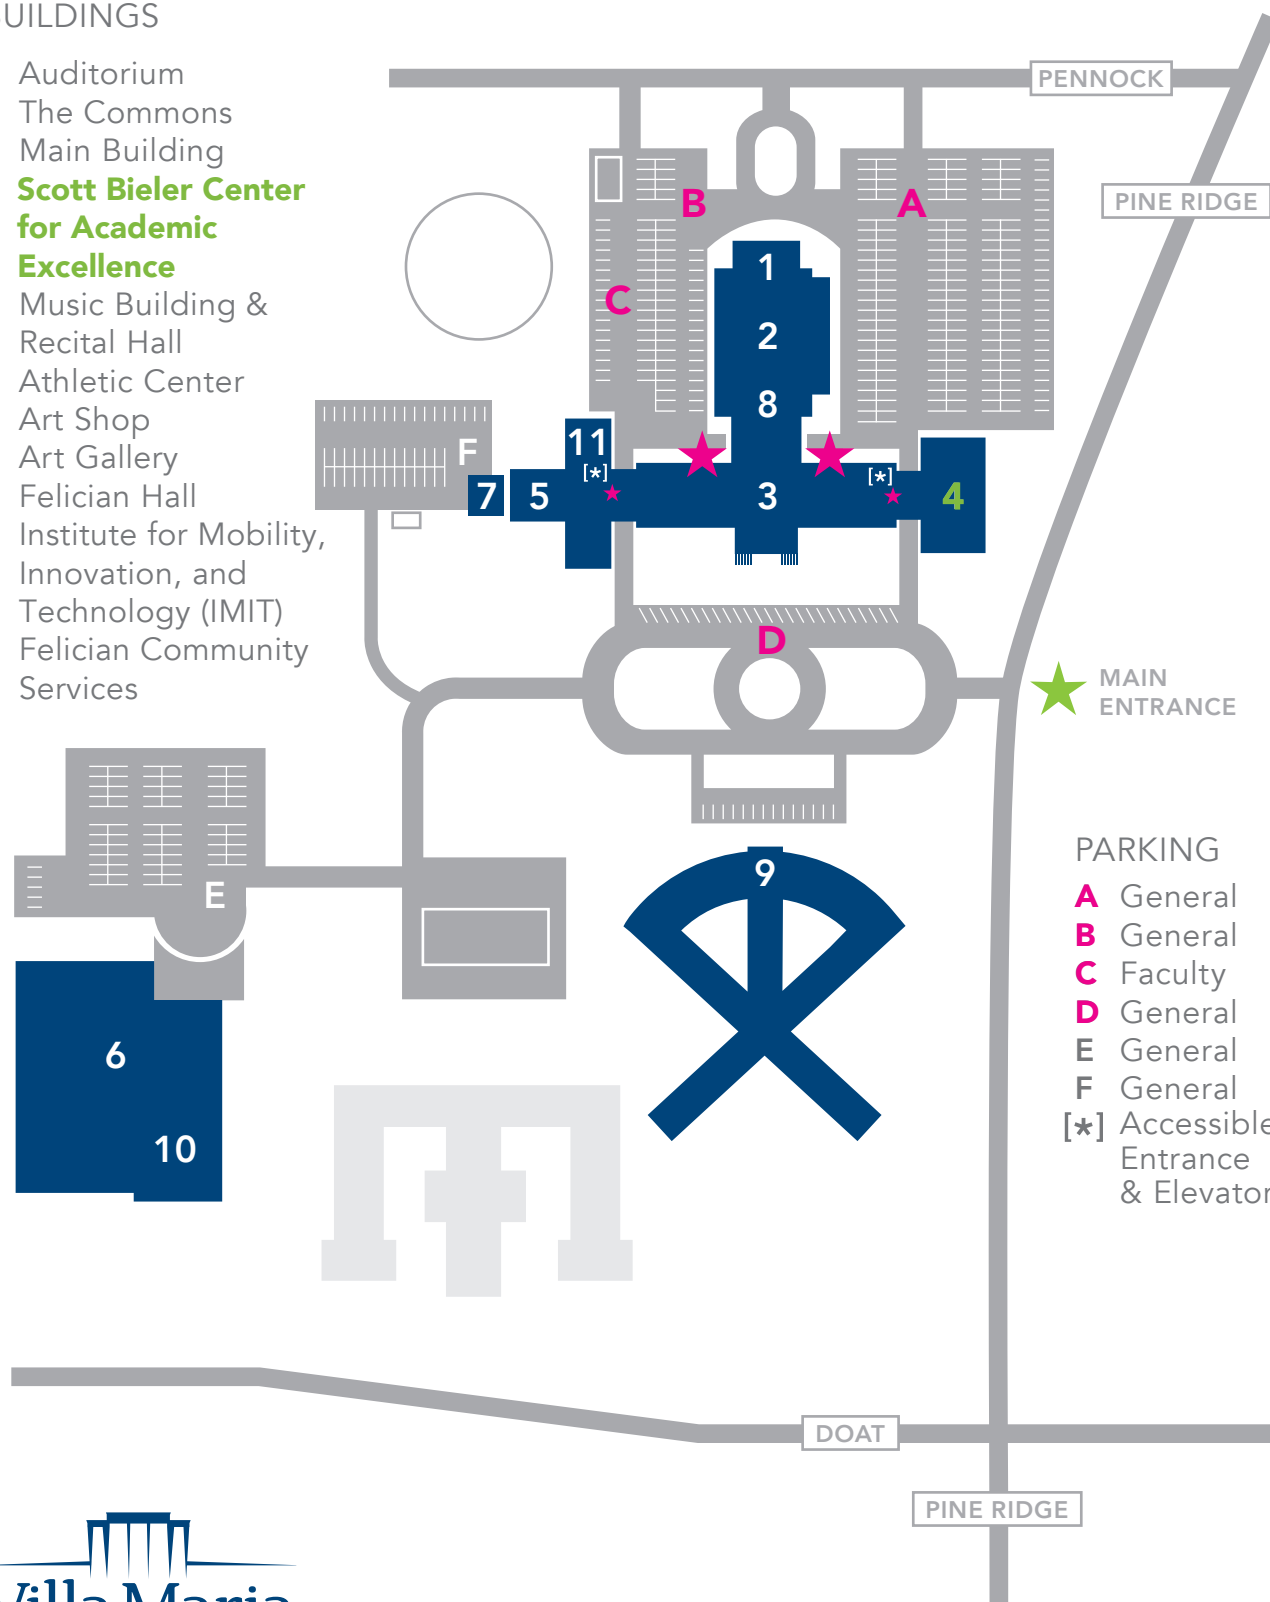 BUILDINGS
Auditorium
The Commons
Main Building
Scott Bieler Center
for Academic
Excellence
Music Building &
Recital Hall
Athletic Center
Art Shop
Art Gallery
Felician Hall
Institute for Mobility,
Innovation, and
Technology (IMIT)
Felician Community
Services
PENNOCK
PINE RIDGE
B
A
C
1
2
8
F
11
[*]
[*]
7
5
3
4
D
MAIN
ENTRANCE
E
9
6
10
PARKING
A General
B General
C Faculty
D General
E General
F General
[*] Accessible
Entrance
& Elevator
DOAT
PINE RIDGE
Villa Maria